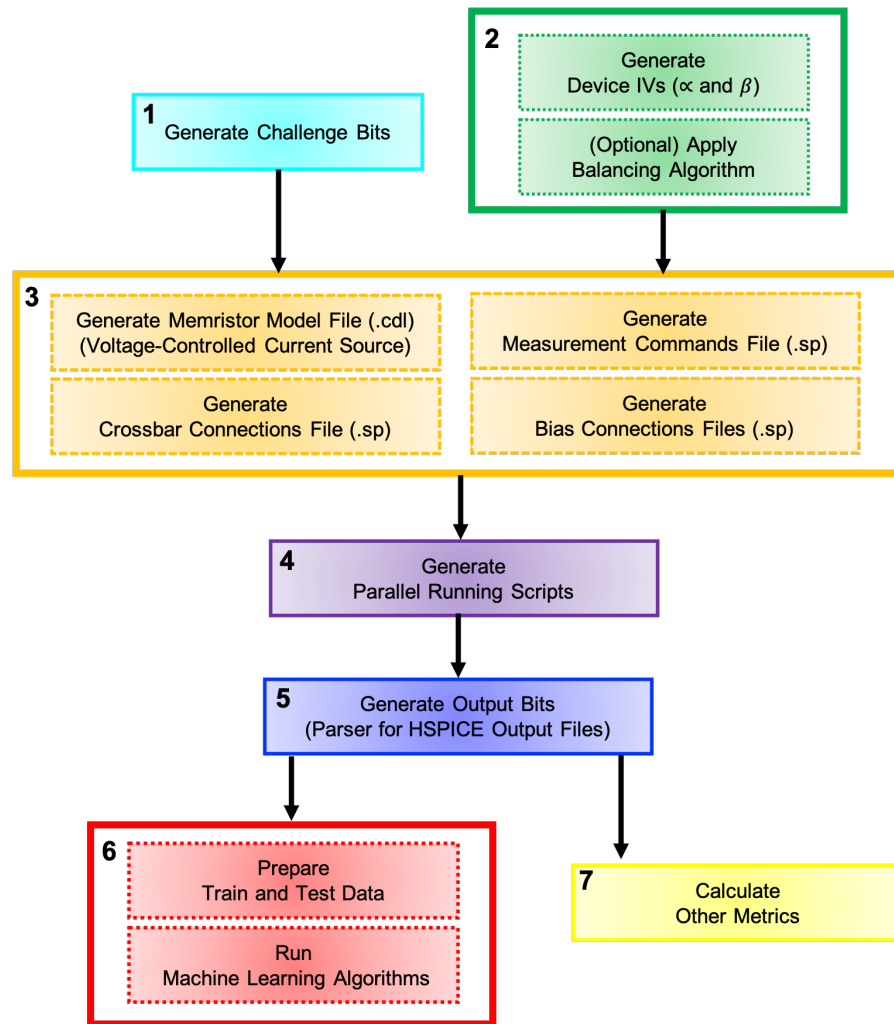 1
Generate Challenge Bits
2
Generate
Device IVs (∝ and β)
(Optional) Apply
Balancing Algorithm
3
Generate Memristor Model File (.cdl)
(Voltage-Controlled Current Source)
Generate
Crossbar Connections File (.sp)
Generate
Measurement Commands File (.sp)
Generate
Bias Connections Files (.sp)
4
Generate
Parallel Running Scripts
5
Generate Output Bits
(Parser for HSPICE Output Files)
6
Prepare
Train and Test Data
Run
Machine Learning Algorithms
7
Calculate
Other Metrics